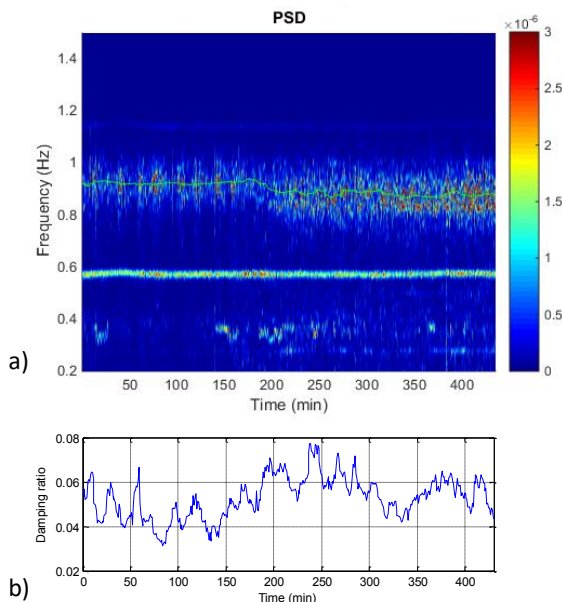 PSD
×10⁻⁶
3
1.4
2.5
1.2
2
1
1.5
0.8
1
0.6
0.5
0.4
0.2
0
Frequency (Hz)
50 100 150 200 250 300 350 400
Time (min)
a)
0.08
0.06
0.04
0.02
Damping ratio
0 50 100 150 200 250 300 350 400
Time (min)
b)